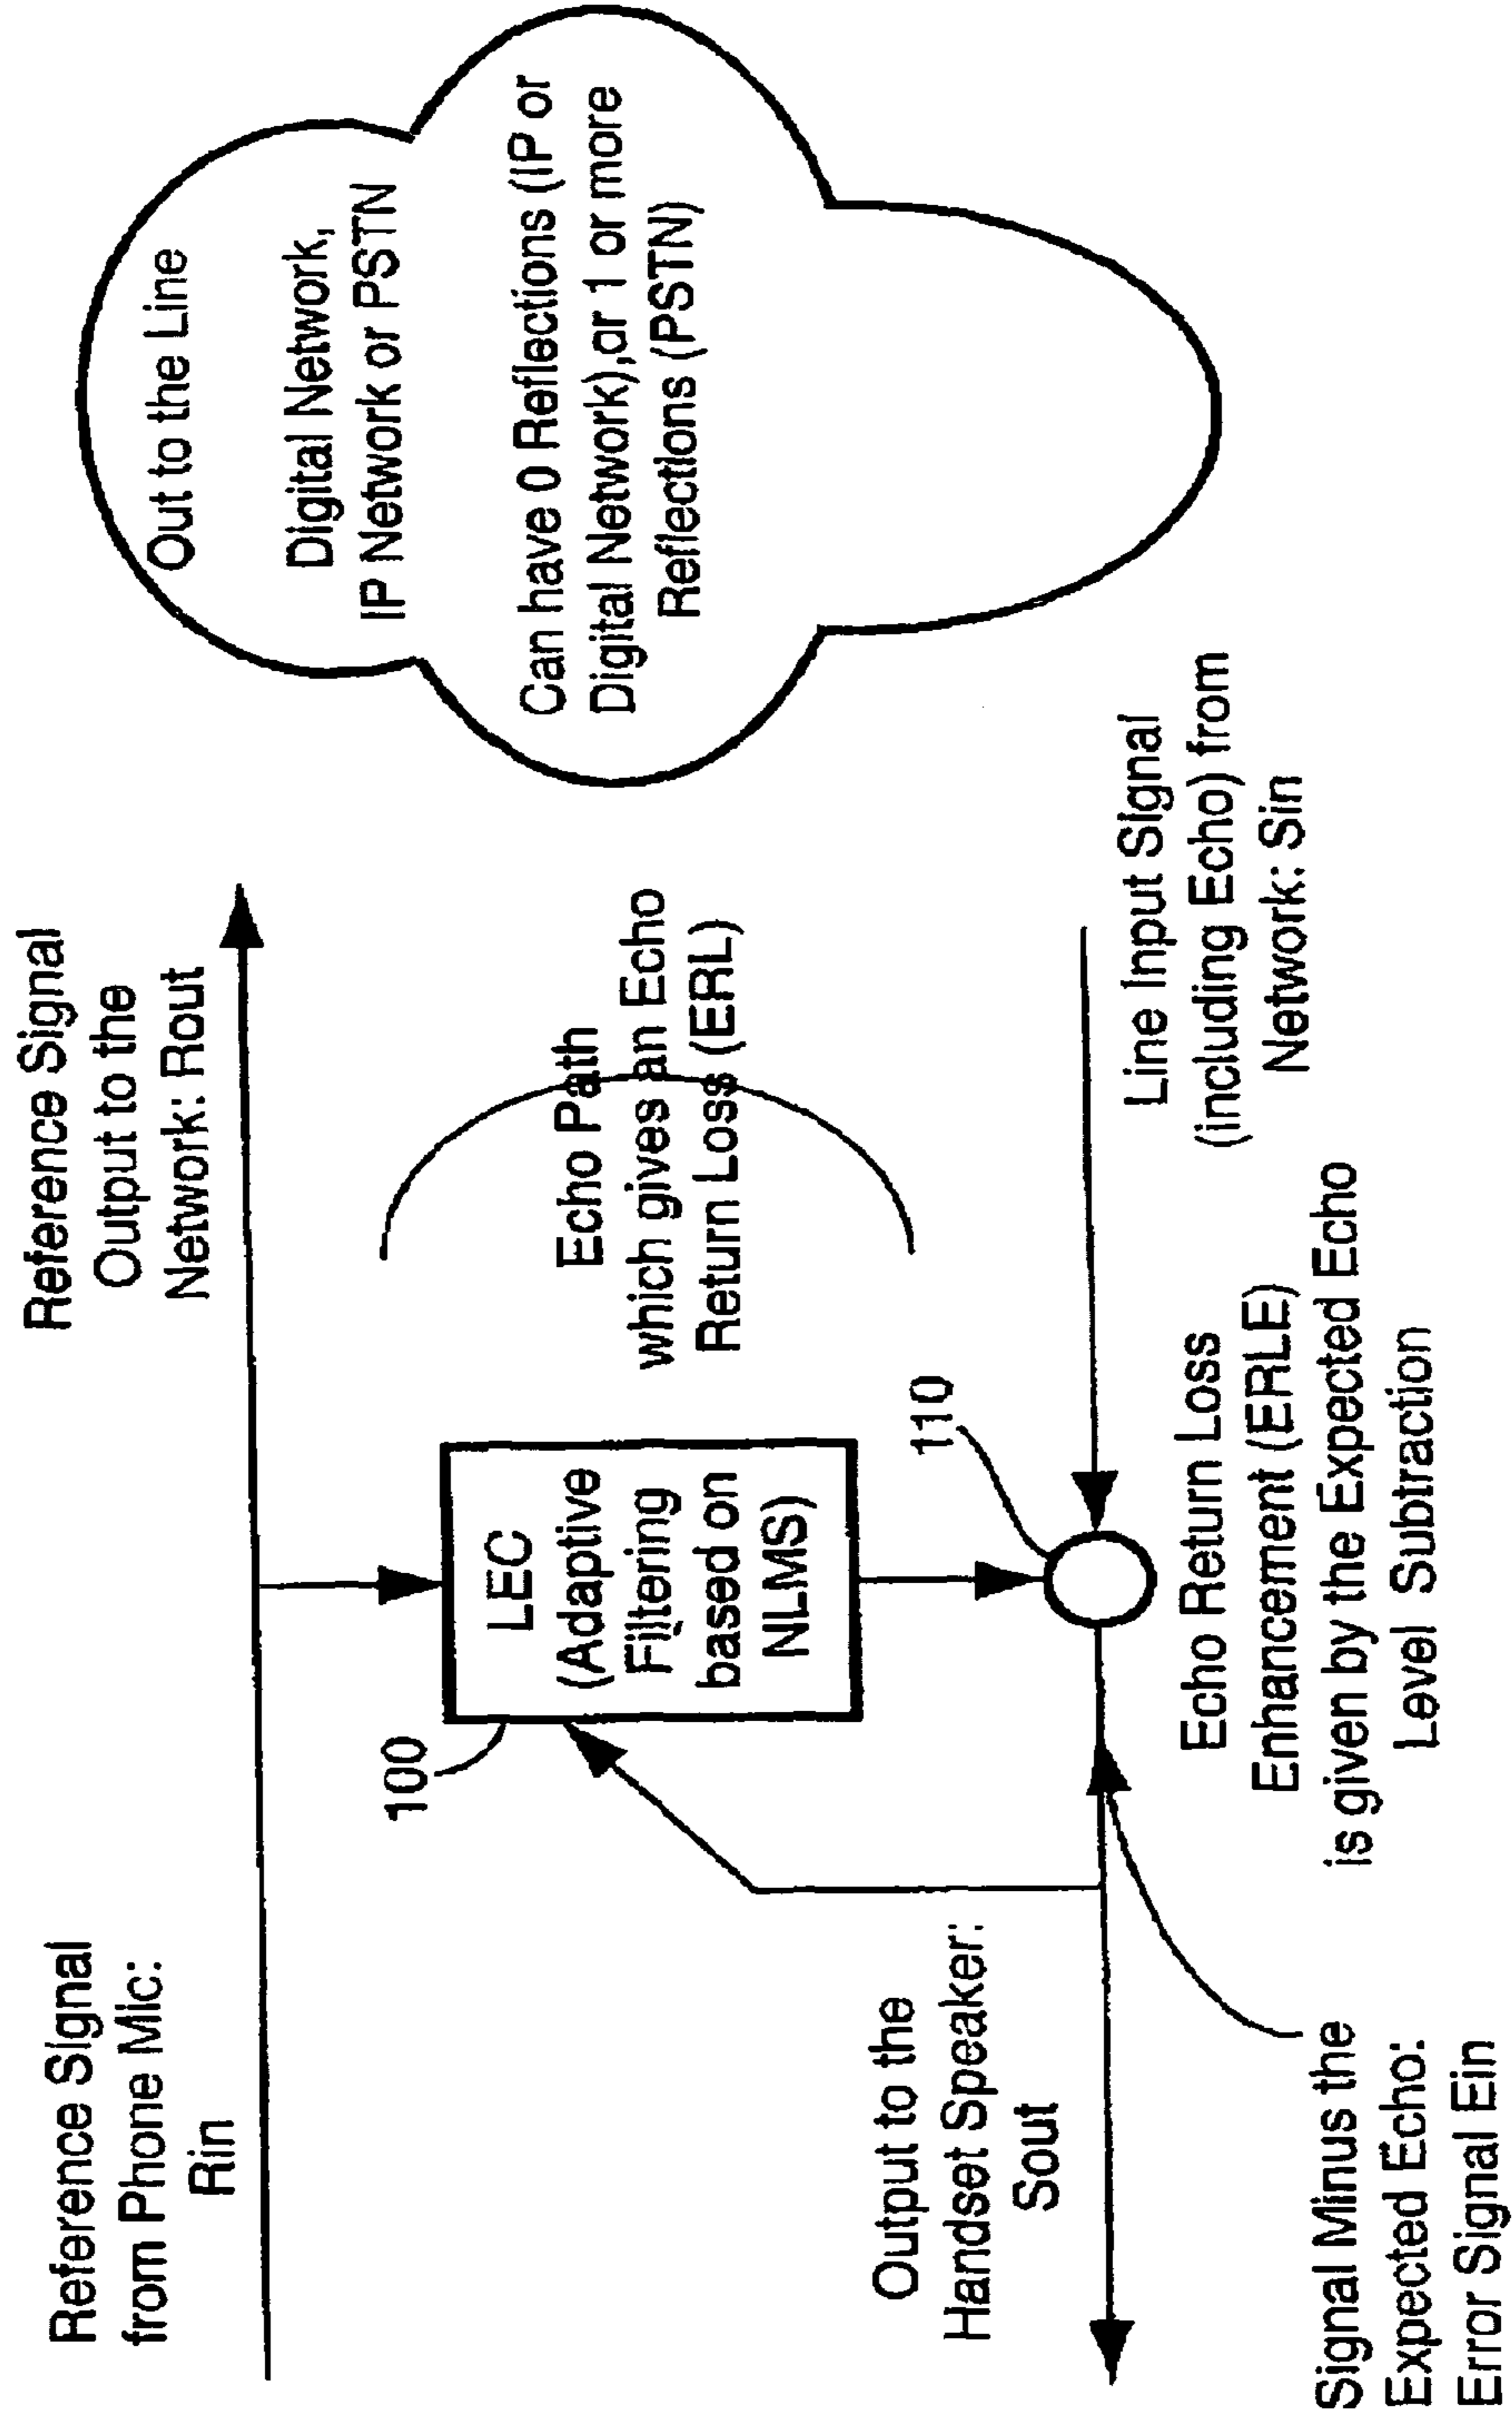 Reference Signal
from Phone Mic:
Rin
Reference Signal
Output to the
Network: Rout
Out to the Line
Digital Network,
IP Network or PSTN
Can have 0 Reflections (IP or
Digital Network),or 1 or more
Reflections (PSTN)
100
LEC
(Adaptive
Filtering
based on
NLMS)
Echo Path
which gives an Echo
Return Loss (ERL)
110
Output to the
Handset Speaker:
Sout
Line Input Signal
(including Echo) from
Network: Sin
Echo Return Loss
Enhancement (ERLE)
is given by the Expected Echo
Level Subtraction
Signal Minus the
Expected Echo:
Error Signal Ein